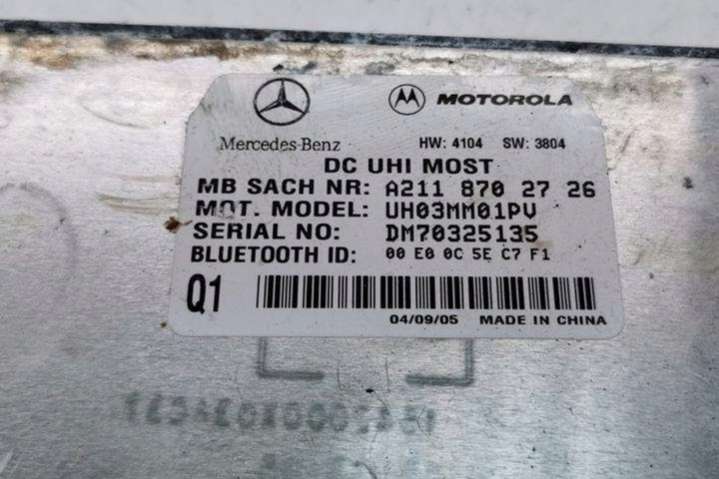 MOTOROLA
Mercedes-Benz HW: 4104 SW: 3804
DC UHI MOST
MB SACH NR: A211 870 27 26
MOT. MODEL: UH03MM01PV
SERIAL NO: DM70325135
BLUETOOTH ID: 00 E0 0C 5E C7 F1
Q1
04/09/05 MADE IN CHINA